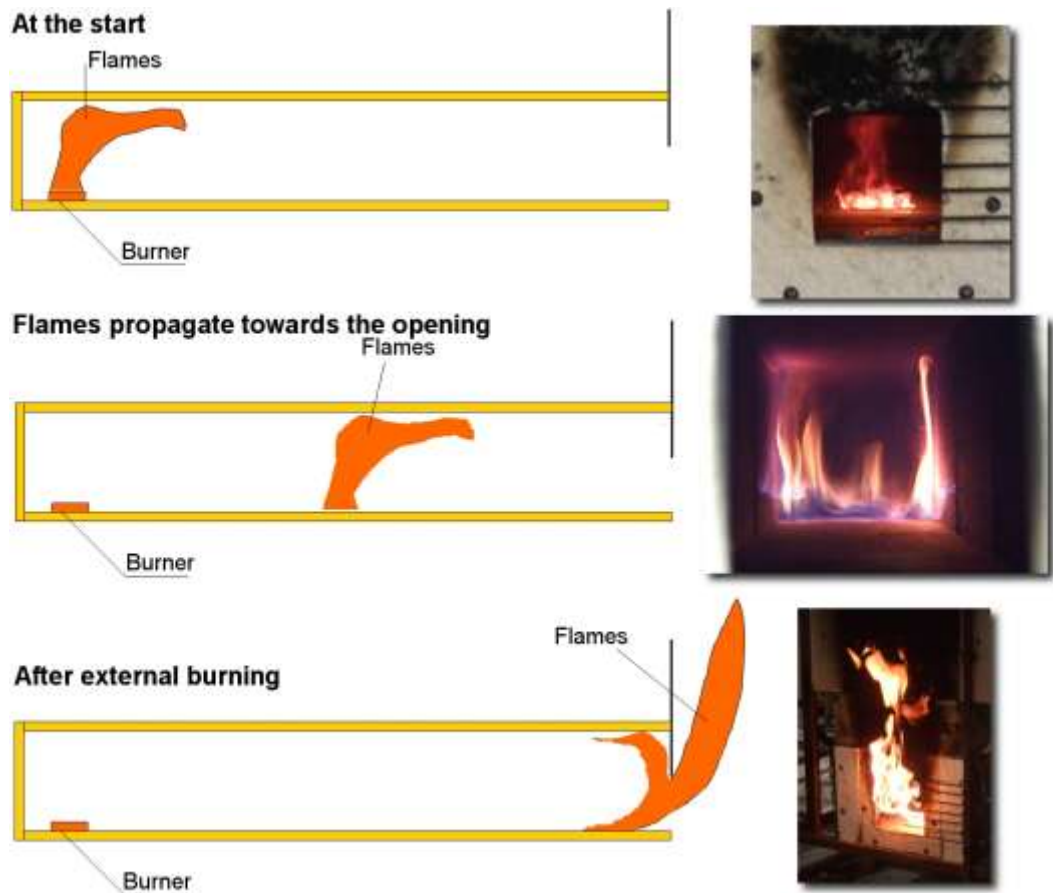 At the start
Flames
Burner
Flames propagate towards the opening
Flames
Burner
Flames
After external burning
Burner